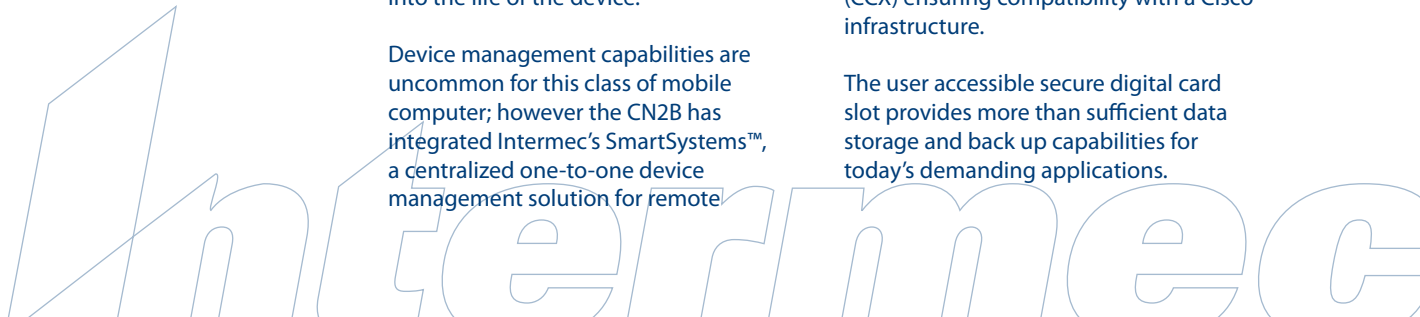 into the life of the device.
Device management capabilities are
uncommon for this class of mobile
computer; however the CN2B has
integrated Intermec's SmartSystems™,
a centralized one-to-one device
management solution for remote
(CCX) ensuring compatibility with a Cisco
infrastructure.
The user accessible secure digital card
slot provides more than sufficient data
storage and back up capabilities for
today's demanding applications.
Intermec